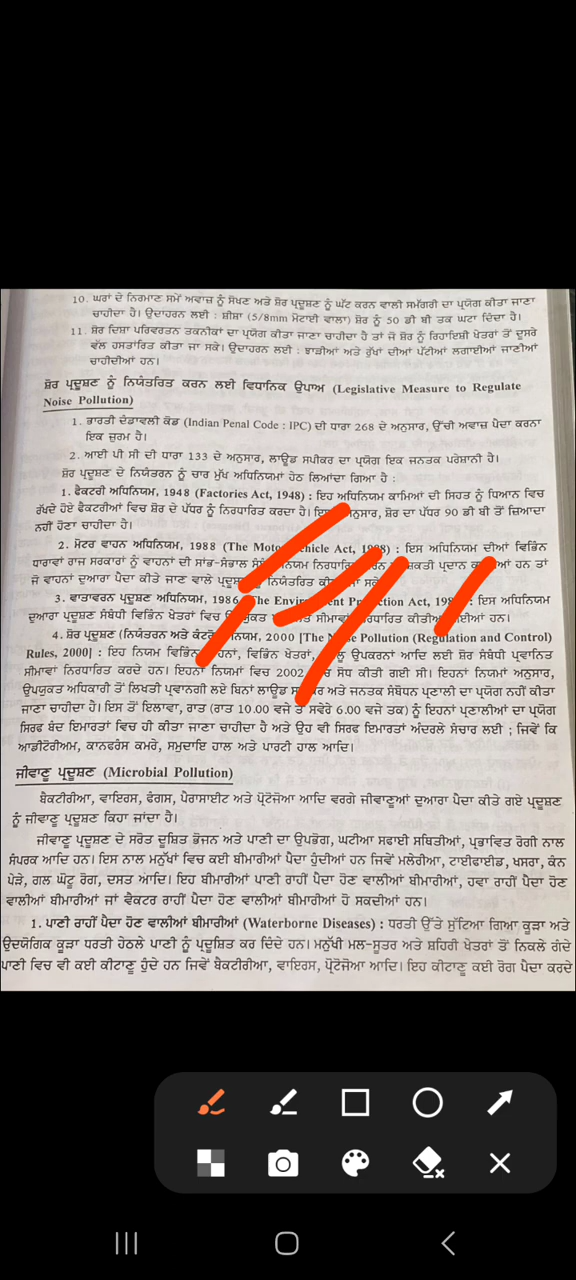 10. ਘਰਾਂ ਦੇ ਨਿਰਮਾਣ ਸਮੇਂ ਅਵਾਜ਼ ਨੂੰ ਸੋਖਣ ਅਤੇ ਸ਼ੋਰ ਪ੍ਰਦੂਸ਼ਣ ਨੂੰ ਘੱਟ ਕਰਨ ਵਾਲੀ ਸਮੱਗਰੀ ਦਾ ਪ੍ਰਯੋਗ ਕੀਤਾ ਜਾਣਾ
ਚਾਹੀਦਾ ਹੈ। ਉਦਾਹਰਨ ਲਈ : ਸ਼ੀਸ਼ਾ (5/8mm ਮੋਟਾਈ ਵਾਲਾ) ਸ਼ੋਰ ਨੂੰ 50 ਡੀ ਬੀ ਤਕ ਘਟਾ ਦਿੰਦਾ ਹੈ।
11. ਸ਼ੋਰ ਦਿਸ਼ਾ ਪਰਿਵਰਤਨ ਤਕਨੀਕਾਂ ਦਾ ਪ੍ਰਯੋਗ ਕੀਤਾ ਜਾਣਾ ਚਾਹੀਦਾ ਹੈ ਤਾਂ ਜੋ ਸ਼ੋਰ ਨੂੰ ਰਿਹਾਇਸ਼ੀ ਖੇਤਰਾਂ ਤੋਂ ਦੂਸਰੇ
ਵੱਲ ਹਸਤਾਂਤਰਿਤ ਕੀਤਾ ਜਾ ਸਕੇ। ਉਦਾਹਰਨ ਲਈ : ਝਾੜੀਆਂ ਅਤੇ ਰੁੱਖਾਂ ਦੀਆਂ ਪੱਟੀਆਂ ਲਗਾਈਆਂ ਜਾਣੀਆਂ
ਚਾਹੀਦੀਆਂ ਹਨ।
ਸ਼ੋਰ ਪ੍ਰਦੂਸ਼ਣ ਨੂੰ ਨਿਯੰਤਰਿਤ ਕਰਨ ਲਈ ਵਿਧਾਨਿਕ ਉਪਾਅ (Legislative Measure to Regulate
Noise Pollution)
1. ਭਾਰਤੀ ਦੰਡਾਵਲੀ ਕੋਡ (Indian Penal Code : IPC) ਦੀ ਧਾਰਾ 268 ਦੇ ਅਨੁਸਾਰ, ਉੱਚੀ ਅਵਾਜ਼ ਪੈਦਾ ਕਰਨਾ
ਇਕ ਜ਼ੁਰਮ ਹੈ।
2. ਆਈ ਪੀ ਸੀ ਦੀ ਧਾਰਾ 133 ਦੇ ਅਨੁਸਾਰ, ਲਾਊਡ ਸਪੀਕਰ ਦਾ ਪ੍ਰਯੋਗ ਇਕ ਜਨਤਕ ਪਰੇਸ਼ਾਨੀ ਹੈ।
ਸ਼ੋਰ ਪ੍ਰਦੂਸ਼ਣ ਦੇ ਨਿਯੰਤਰਨ ਨੂੰ ਚਾਰ ਮੁੱਖ ਅਧਿਨਿਯਮਾਂ ਹੇਠ ਲਿਆਂਦਾ ਗਿਆ ਹੈ :
1. ਫੈਕਟਰੀ ਅਧਿਨਿਯਮ, 1948 (Factories Act, 1948) : ਇਹ ਅਧਿਨਿਯਮ ਕਾਮਿਆਂ ਦੀ ਸਿਹਤ ਨੂੰ ਧਿਆਨ ਵਿਚ
ਰੱਖਦੇ ਹੋਏ ਫੈਕਟਰੀਆਂ ਵਿਚ ਸ਼ੋਰ ਦੇ ਪੱਧਰ ਨੂੰ ਨਿਰਧਾਰਿਤ ਕਰਦਾ ਹੈ। ਅਨੁਸਾਰ, ਸ਼ੋਰ ਦਾ ਪੱਧਰ 90 ਡੀ ਬੀ ਤੋਂ ਜ਼ਿਆਦਾ
ਨਹੀਂ ਹੋਣਾ ਚਾਹੀਦਾ ਹੈ।
2. ਮੋਟਰ ਵਾਹਨ ਅਧਿਨਿਯਮ, 1988 (The Act, 1988) : ਇਸ ਅਧਿਨਿਯਮ ਦੀਆਂ ਵਿਭਿੰਨ
ਧਾਰਾਵਾਂ ਰਾਜ ਸਰਕਾਰਾਂ ਨੂੰ ਵਾਹਨਾਂ ਦੀ ਸਾਂਭ-ਸੰਭਾਲ ਪ੍ਰਦਾਨ ਹਨ ਤਾਂ
ਜੋ ਵਾਹਨਾਂ ਦੁਆਰਾ ਪੈਦਾ ਕੀਤੇ ਜਾਣ ਵਾਲੇ ਨਿਯੰਤਰਿਤ ਸਕੇ
3. ਵਾਤਾਵਰਨ ਪ੍ਰਦੂਸ਼ਣ ਅਧਿਨਿਯਮ, 1986 Act, : ਇਸ ਅਧਿਨਿਯਮ
ਦੁਆਰਾ ਪ੍ਰਦੂਸ਼ਣ ਸੰਬੰਧੀ ਵਿਭਿੰਨ ਖੇਤਰਾਂ ਵਿਚ ਸੀਮਾਵਾਂ ਹਨ।
4. ਸ਼ੋਰ ਪ੍ਰਦੂਸ਼ਣ (ਨਿਯੰਤਰਨ ਅਤੇ 2000 [The Pollution (Regulation and Control)
Rules, 2000] : ਇਹ ਨਿਯਮ ਵਿਭਿੰਨ ਵਿਭਿੰਨ ਖੇਤਰਾਂ, ਉਪਕਰਨਾਂ ਆਦਿ ਲਈ ਸ਼ੋਰ ਸੰਬੰਧੀ ਪ੍ਰਵਾਨਿਤ
ਸੀਮਾਵਾਂ ਨਿਰਧਾਰਿਤ ਕਰਦੇ ਹਨ। ਇਹਨਾਂ ਨਿਯਮਾਂ ਵਿਚ 2002 ਸੋਧ ਕੀਤੀ ਗਈ ਸੀ। ਇਹਨਾਂ ਨਿਯਮਾਂ ਅਨੁਸਾਰ,
ਉਪਯੁਕਤ ਅਧਿਕਾਰੀ ਤੋਂ ਲਿਖਤੀ ਪ੍ਰਵਾਨਗੀ ਲਏ ਬਿਨਾਂ ਲਾਊਡ ਅਤੇ ਜਨਤਕ ਸੰਬੋਧਨ ਪ੍ਰਣਾਲੀ ਦਾ ਪ੍ਰਯੋਗ ਨਹੀਂ ਕੀਤਾ
ਜਾਣਾ ਚਾਹੀਦਾ ਹੈ। ਇਸ ਤੋਂ ਇਲਾਵਾ, ਰਾਤ (ਰਾਤ 10.00 ਵਜੇ ਤੋਂ ਸਵੇਰੇ 6.00 ਵਜੇ ਤਕ) ਨੂੰ ਇਹਨਾਂ ਪ੍ਰਣਾਲੀਆਂ ਦਾ ਪ੍ਰਯੋਗ
ਸਿਰਫ ਬੰਦ ਇਮਾਰਤਾਂ ਵਿਚ ਹੀ ਕੀਤਾ ਜਾਣਾ ਚਾਹੀਦਾ ਹੈ ਅਤੇ ਉਹ ਵੀ ਸਿਰਫ ਇਮਾਰਤਾਂ ਅੰਦਰਲੇ ਸੰਚਾਰ ਲਈ ; ਜਿਵੇਂ ਕਿ
ਆਡੀਟੋਰੀਅਮ, ਕਾਨਫਰੰਸ ਕਮਰੇ, ਸਮੁਦਾਇ ਹਾਲ ਅਤੇ ਪਾਰਟੀ ਹਾਲ ਆਦਿ।
ਜੀਵਾਣੂ ਪ੍ਰਦੂਸ਼ਣ (Microbial Pollution)
ਬੈਕਟੀਰੀਆ, ਵਾਇਰਸ, ਫੰਗਸ, ਪੈਰਾਸਾਈਟ ਅਤੇ ਪ੍ਰੋਟੋਜ਼ੋਆ ਆਦਿ ਵਰਗੇ ਜੀਵਾਣੂਆਂ ਦੁਆਰਾ ਪੈਦਾ ਕੀਤੇ ਗਏ ਪ੍ਰਦੂਸ਼ਣ
ਨੂੰ ਜੀਵਾਣੂ ਪ੍ਰਦੂਸ਼ਣ ਕਿਹਾ ਜਾਂਦਾ ਹੈ।
ਜੀਵਾਣੂ ਪ੍ਰਦੂਸ਼ਣ ਦੇ ਸਰੋਤ ਦੂਸ਼ਿਤ ਭੋਜਨ ਅਤੇ ਪਾਣੀ ਦਾ ਉਪਭੋਗ, ਘਟੀਆ ਸਫਾਈ ਸਥਿਤੀਆਂ, ਪ੍ਰਭਾਵਿਤ ਰੋਗੀ ਨਾਲ
ਸੰਪਰਕ ਆਦਿ ਹਨ। ਇਸ ਨਾਲ ਮਨੁੱਖਾਂ ਵਿਚ ਕਈ ਬੀਮਾਰੀਆਂ ਪੈਦਾ ਹੁੰਦੀਆਂ ਹਨ ਜਿਵੇਂ ਮਲੇਰੀਆ, ਟਾਈਫਾਈਡ, ਖਸਰਾ, ਕੰਨ
ਪੇੜੇ, ਗਲ ਘੋਟੂ ਰੋਗ, ਦਸਤ ਆਦਿ। ਇਹ ਬੀਮਾਰੀਆਂ ਪਾਣੀ ਰਾਹੀਂ ਪੈਦਾ ਹੋਣ ਵਾਲੀਆਂ ਬੀਮਾਰੀਆਂ, ਹਵਾ ਰਾਹੀਂ ਪੈਦਾ ਹੋਣ
ਵਾਲੀਆਂ ਬੀਮਾਰੀਆਂ ਜਾਂ ਵੈਕਟਰ ਰਾਹੀਂ ਪੈਦਾ ਹੋਣ ਵਾਲੀਆਂ ਬੀਮਾਰੀਆਂ ਹੋ ਸਕਦੀਆਂ ਹਨ।
1. ਪਾਣੀ ਰਾਹੀਂ ਪੈਦਾ ਹੋਣ ਵਾਲੀਆਂ ਬੀਮਾਰੀਆਂ (Waterborne Diseases) : ਧਰਤੀ ਉੱਤੇ ਸੁੱਟਿਆ ਗਿਆ ਕੂੜਾ ਅਤੇ
ਉਦਯੋਗਿਕ ਕੂੜਾ ਧਰਤੀ ਹੇਠਲੇ ਪਾਣੀ ਨੂੰ ਪ੍ਰਦੂਸ਼ਿਤ ਕਰ ਦਿੰਦੇ ਹਨ। ਮਨੁੱਖੀ ਮਲ-ਮੂਤਰ ਅਤੇ ਸ਼ਹਿਰੀ ਖੇਤਰਾਂ ਤੋਂ ਨਿਕਲੇ ਗੰਦੇ
ਪਾਣੀ ਵਿਚ ਵੀ ਕਈ ਕੀਟਾਣੂ ਹੁੰਦੇ ਹਨ ਜਿਵੇਂ ਬੈਕਟੀਰੀਆ, ਵਾਇਰਸ, ਪ੍ਰੋਟੋਜ਼ੋਆ ਆਦਿ। ਇਹ ਕੀਟਾਣੂ ਕਈ ਰੋਗ ਪੈਦਾ ਕਰਦੇ